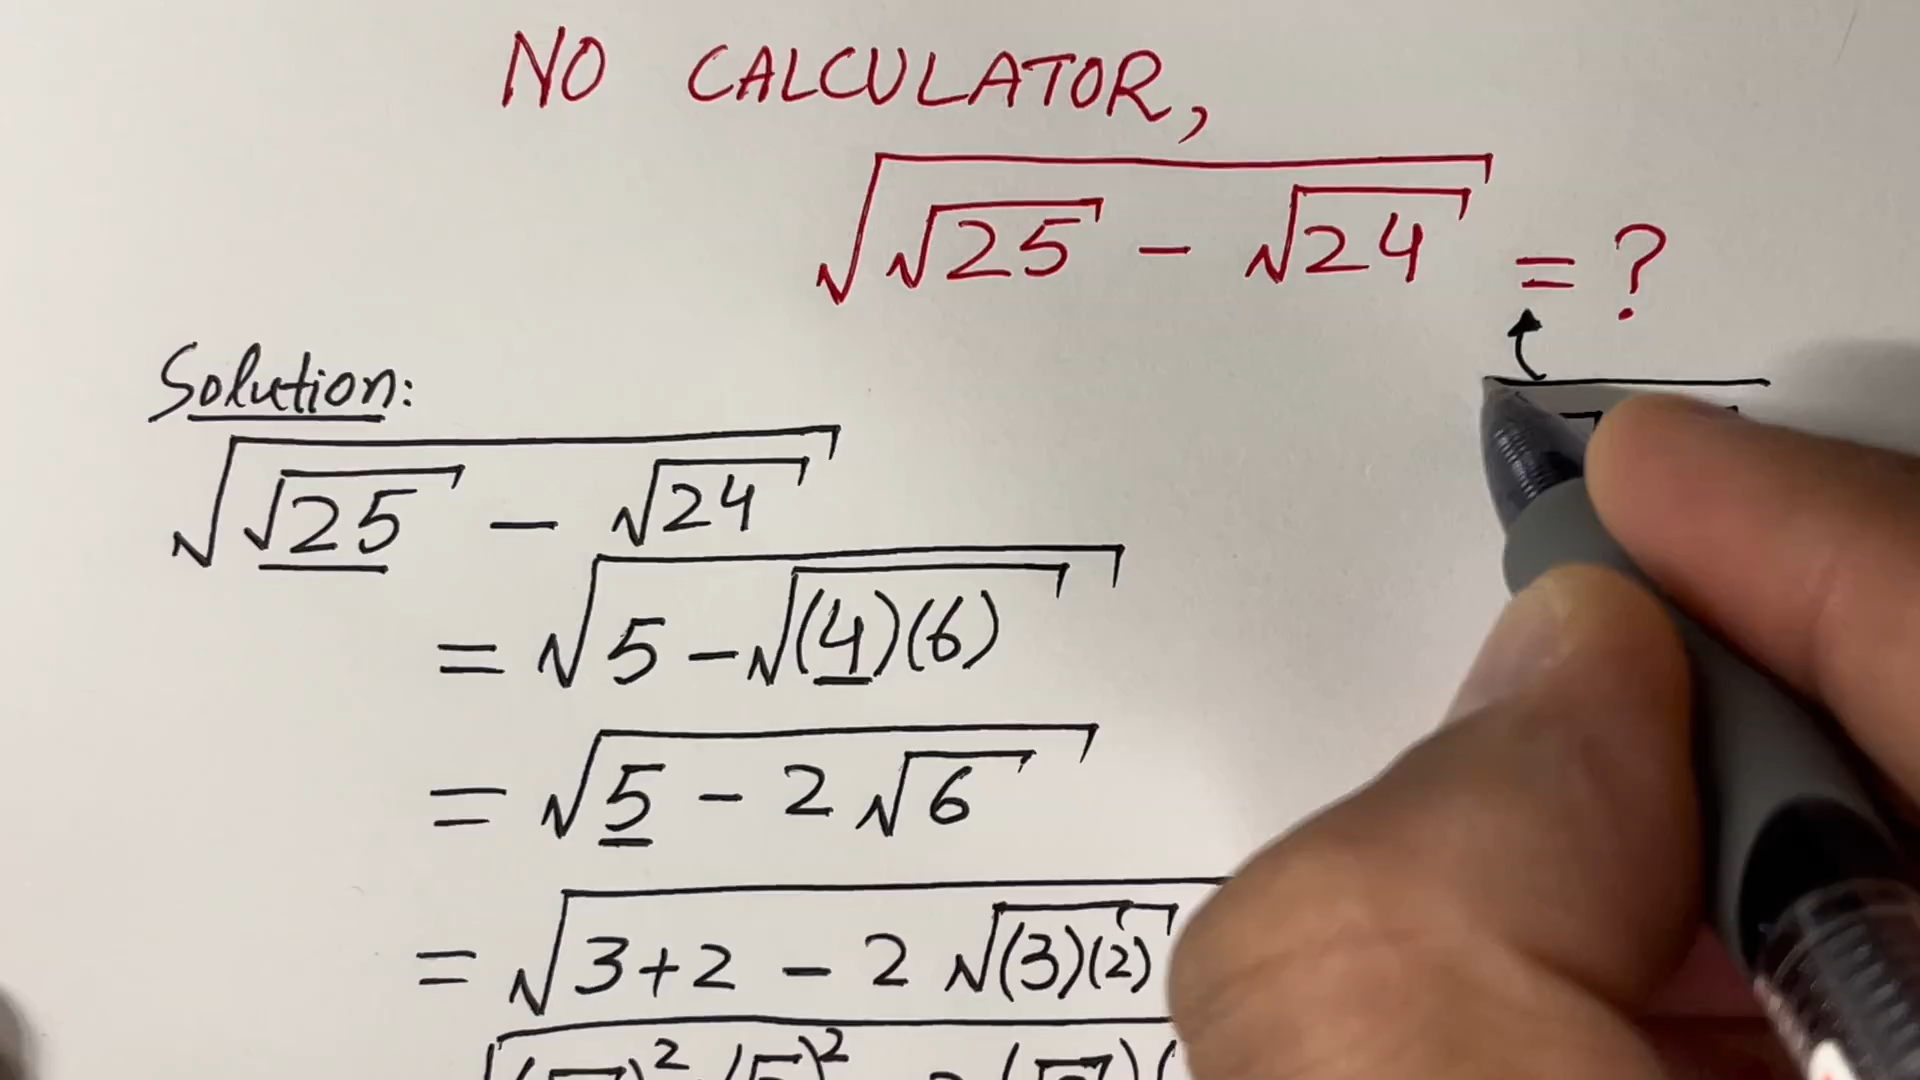 NO CALCULATOR,
√(√25 - √24) = ?
Solution:
√(√25 - √24)
= √(5 - √((4)(6)))
= √(5 - 2√6)
= √(3+2 - 2√((3)(2)))